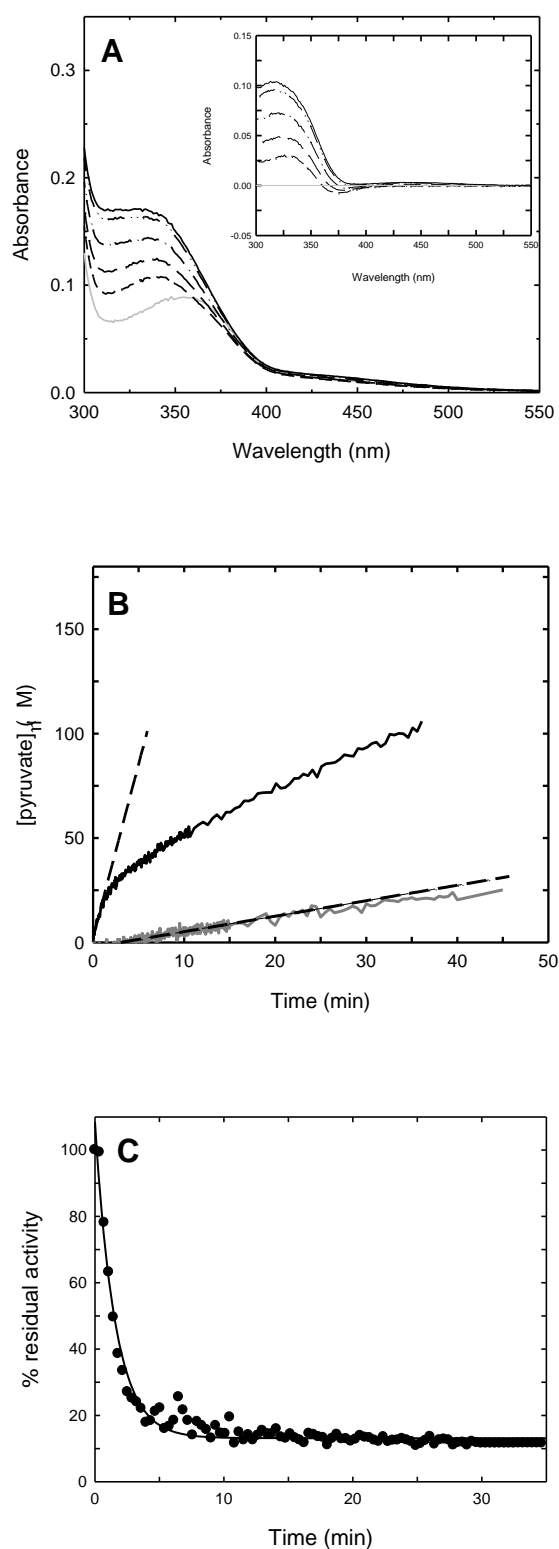 A
0.3
0.2
0.1
0.0
Absorbance
300 350 400 450 500 550
Wavelength (nm)
0.15
0.10
0.05
0.00
-0.05
Absorbance
300 350 400 450 500 550
Wavelength (nm)
B
150
100
50
0
[pyruvate] ( M)
0 10 20 30 40 50
Time (min)
C
100
80
60
40
20
0
% residual activity
0 10 20 30
Time (min)